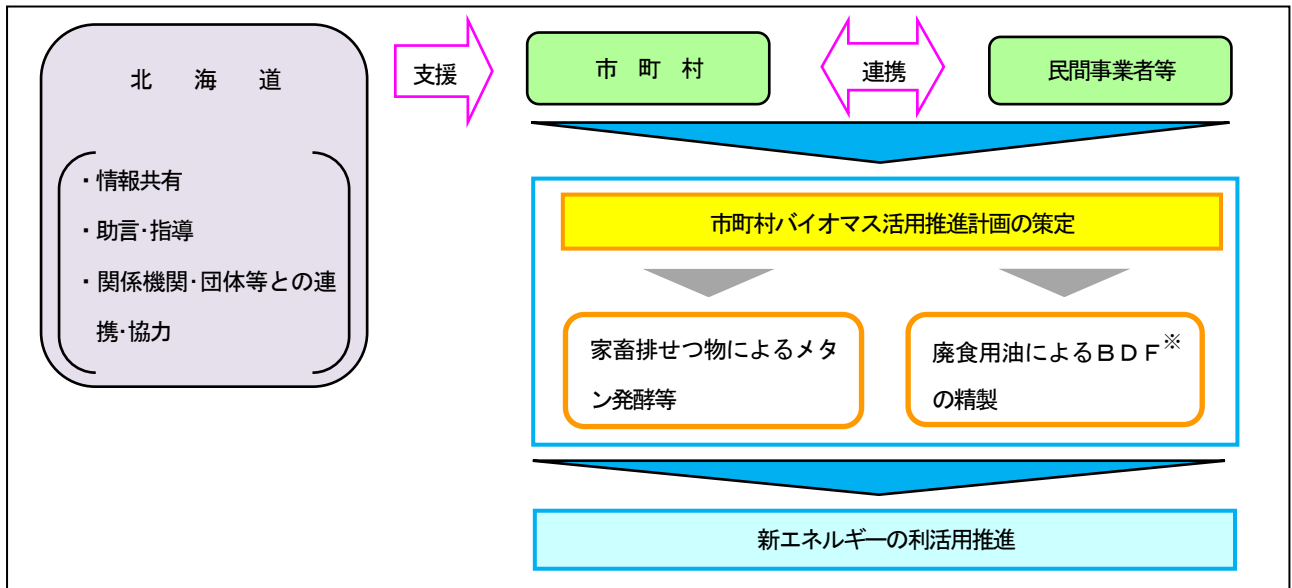 北　海　道
・情報共有
・助言・指導
・関係機関・団体等との連
携・協力
支援
市　町　村
連携
民間事業者等
市町村バイオマス活用推進計画の策定
家畜排せつ物によるメタ
ン発酵等
廃食用油によるＢＤＦ※
の精製
新エネルギーの利活用推進